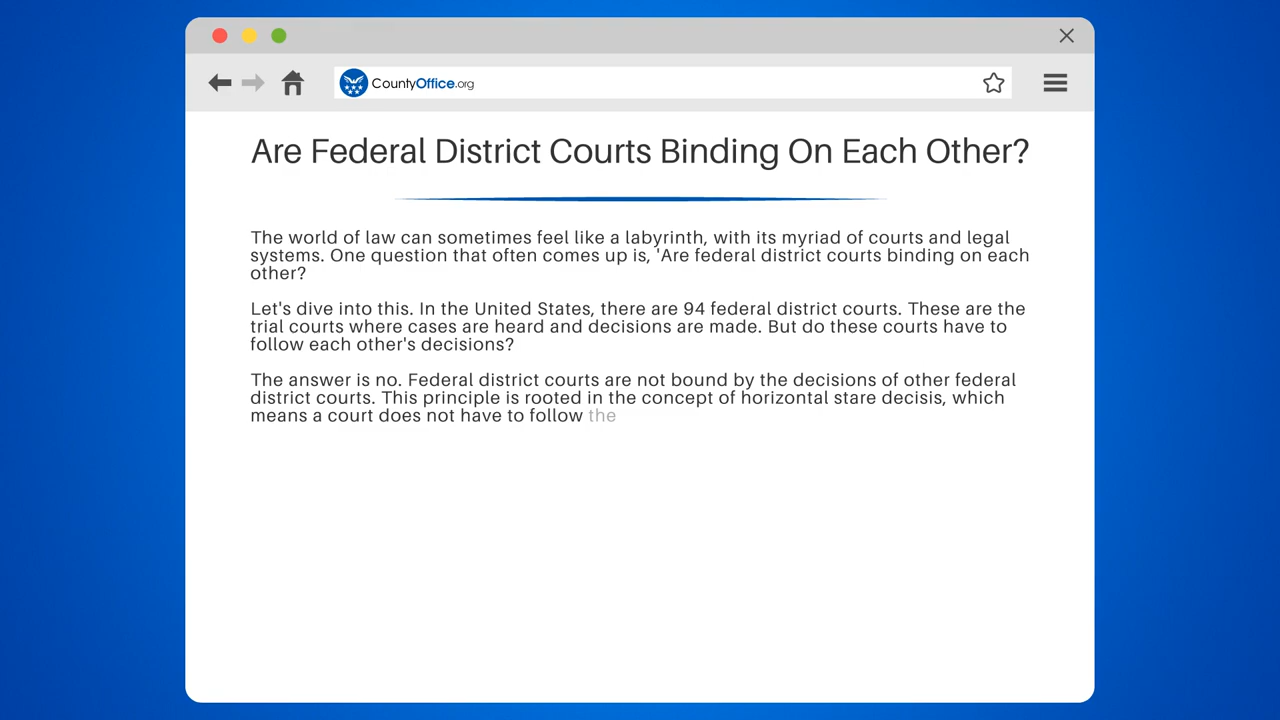 CountyOffice.org
Are Federal District Courts Binding On Each Other?
The world of law can sometimes feel like a labyrinth, with its myriad of courts and legal
systems. One question that often comes up is, 'Are federal district courts binding on each
other?
Let's dive into this. In the United States, there are 94 federal district courts. These are the
trial courts where cases are heard and decisions are made. But do these courts have to
follow each other's decisions?
The answer is no. Federal district courts are not bound by the decisions of other federal
district courts. This principle is rooted in the concept of horizontal stare decisis, which
means a court does not have to follow the